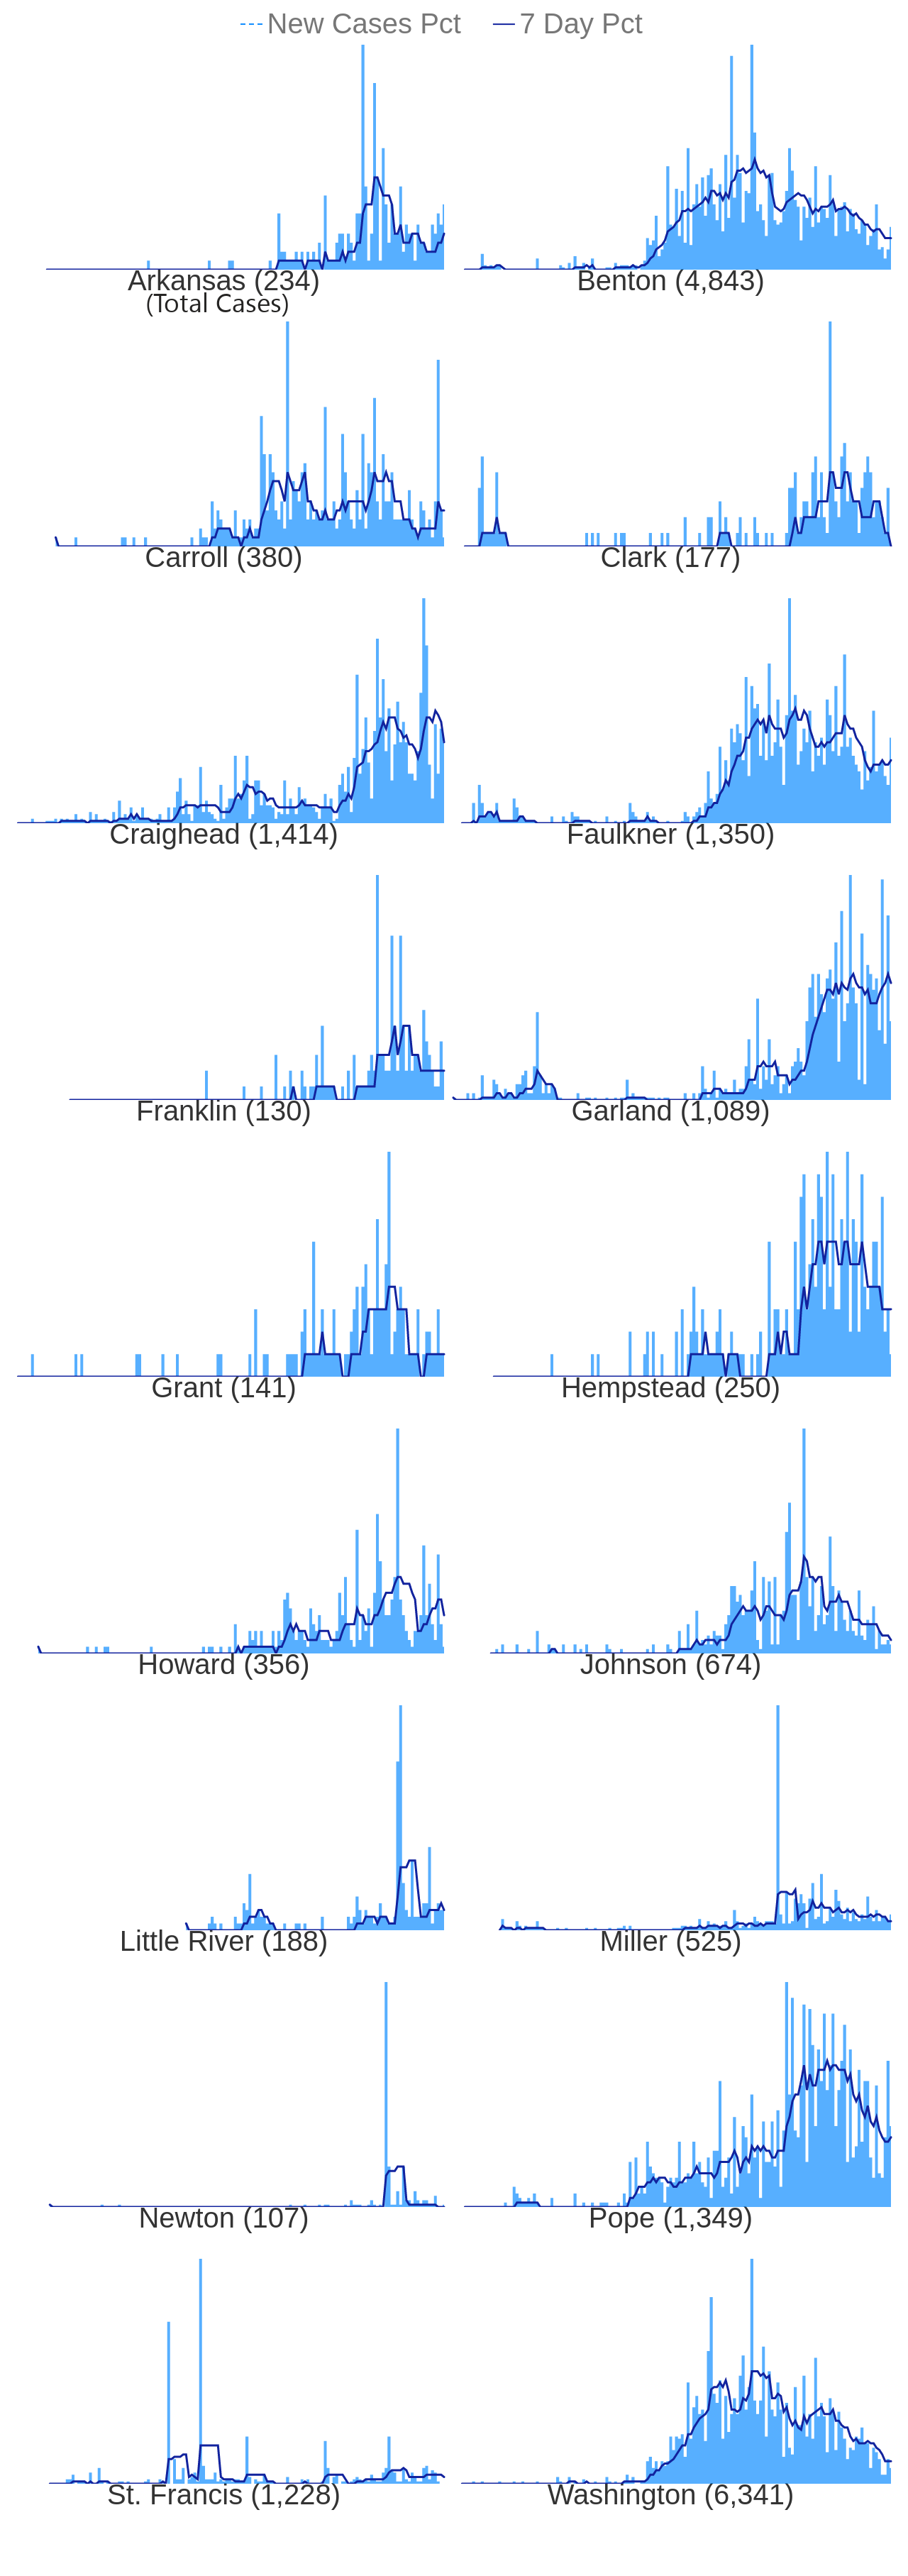 New Cases Pct 7 Day Pct
Arkansas (234) Benton (4,843)
(Total Cases)
Carroll (380) Clark (177)
Craighead (1,414) Faulkner (1,350)
Franklin (130) Garland (1,089)
Grant (141) Hempstead (250)
Howard (356) Johnson (674)
Little River (188) Miller (525)
Newton (107) Pope (1,349)
St. Francis (1,228) Washington (6,341)